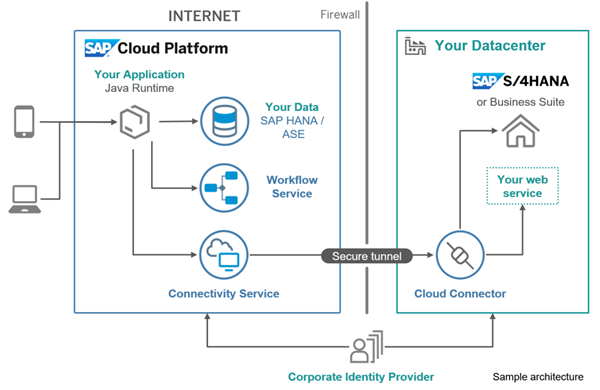 INTERNET
Firewall
SAP Cloud Platform
Your Datacenter
Your Application
Java Runtime
Your Data
SAP HANA /
ASE
SAP S/4HANA
or Business Suite
Workflow
Service
Your web
service
Secure tunnel
Connectivity Service
Cloud Connector
Corporate Identity Provider
Sample architecture